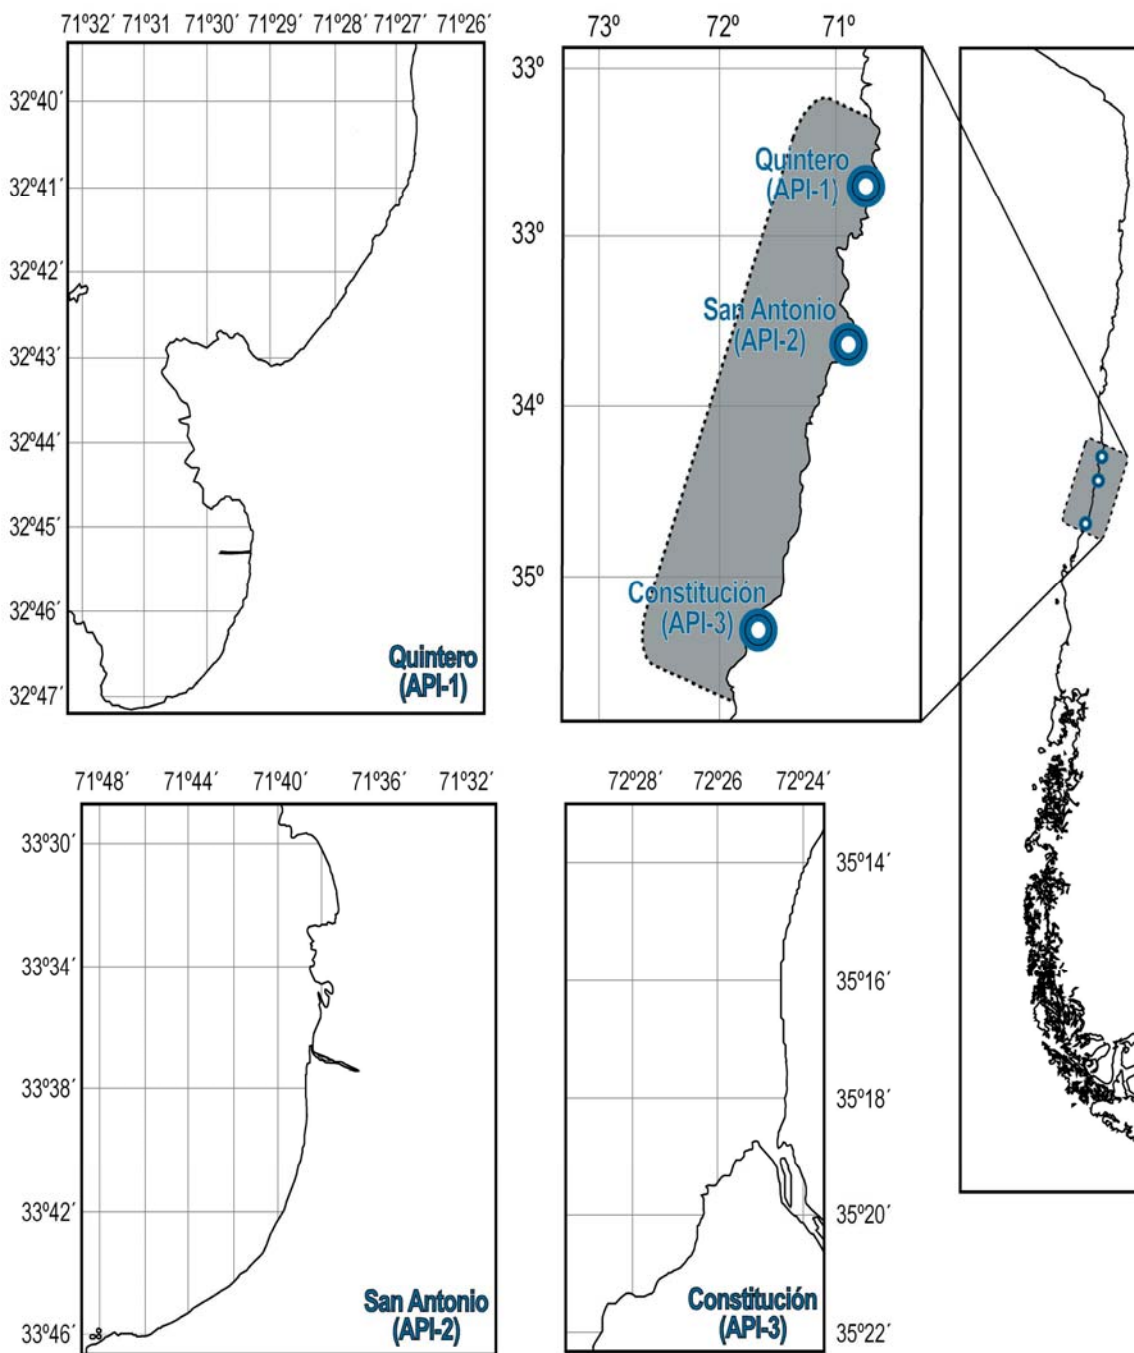 71º32´ 71º31´ 71º30´ 71º29´ 71º28´ 71º27´ 71º26´
32º40´
32º41´
32º42´
32º43´
32º44´
32º45´
32º46´
32º47´
Quintero
(API-1)
73º 72º 71º
33º
33º
34º
35º
Quintero
(API-1)
San Antonio
(API-2)
Constitución
(API-3)
71º48´ 71º44´ 71º40´ 71º36´ 71º32´
33º30´
33º34´
33º38´
33º42´
33º46´
San Antonio
(API-2)
72º28´ 72º26´ 72º24´
35º14´
35º16´
35º18´
35º20´
35º22´
Constitución
(API-3)